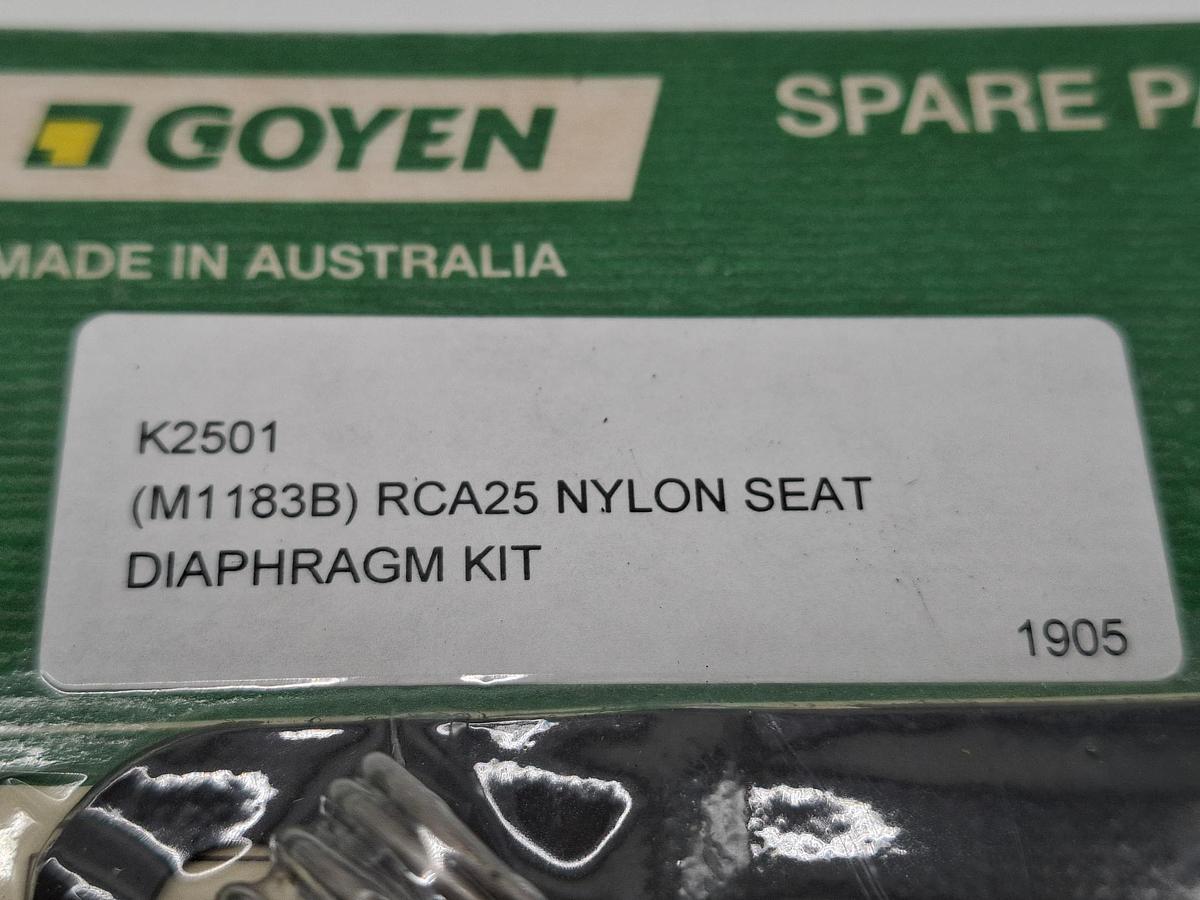 GOYEN
SPARE
MADE IN AUSTRALIA
K2501
(M1183B) RCA25 NYLON SEAT
DIAPHRAGM KIT
1905